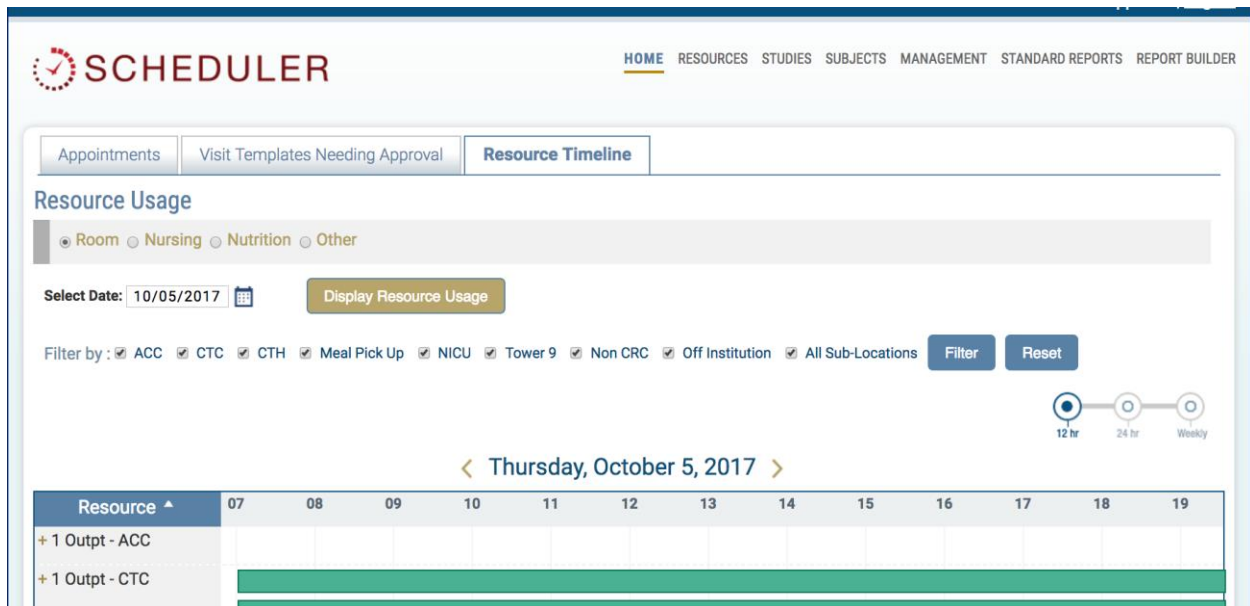 SCHEDULER
HOME RESOURCES STUDIES SUBJECTS MANAGEMENT STANDARD REPORTS REPORT BUILDER
Appointments Visit Templates Needing Approval Resource Timeline
Resource Usage
Room Nursing Nutrition Other
Select Date: 10/05/2017 Display Resource Usage
Filter by : ACC CTC CTH Meal Pick Up NICU Tower 9 Non CRC Off Institution All Sub-Locations Filter Reset
12 hr 24 hr Weekly
< Thursday, October 5, 2017 >
Resource 07 08 09 10 11 12 13 14 15 16 17 18 19
+ 1 Outpt - ACC
+ 1 Outpt - CTC